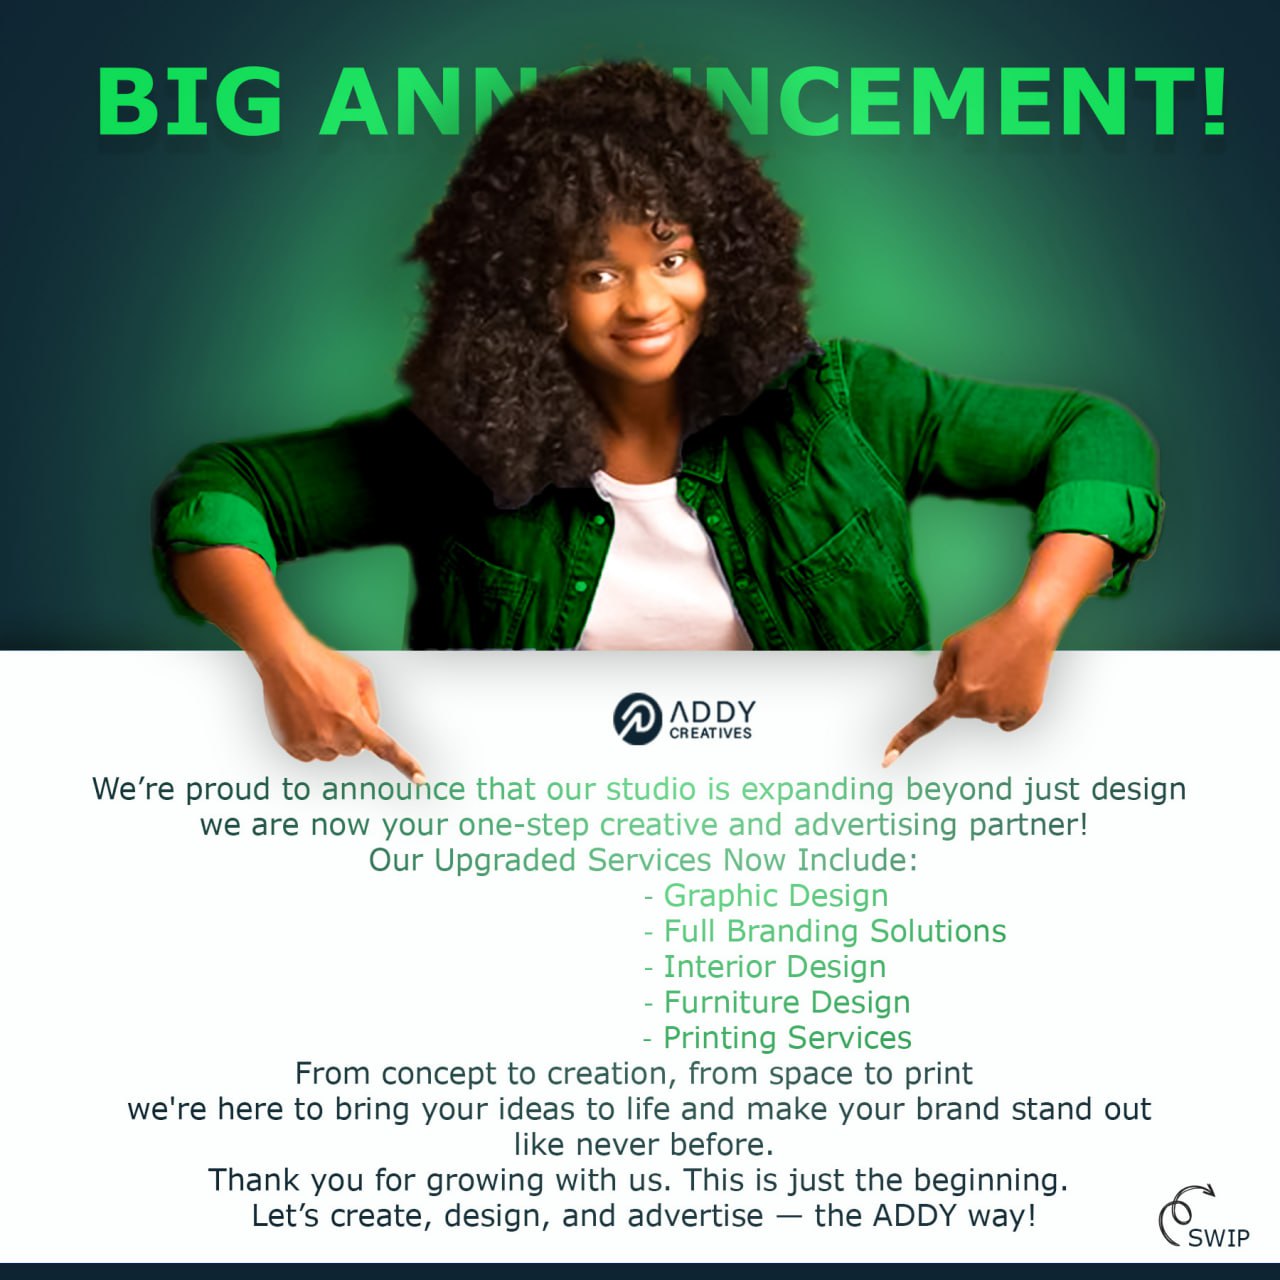 BIG ANNOUNCEMENT!
ADDY
CREATIVES
We’re proud to announce that our studio is expanding beyond just design
we are now your one-step creative and advertising partner!
Our Upgraded Services Now Include:
- Graphic Design
- Full Branding Solutions
- Interior Design
- Furniture Design
- Printing Services
From concept to creation, from space to print
we're here to bring your ideas to life and make your brand stand out
like never before.
Thank you for growing with us. This is just the beginning.
Let’s create, design, and advertise — the ADDY way!
SWIP